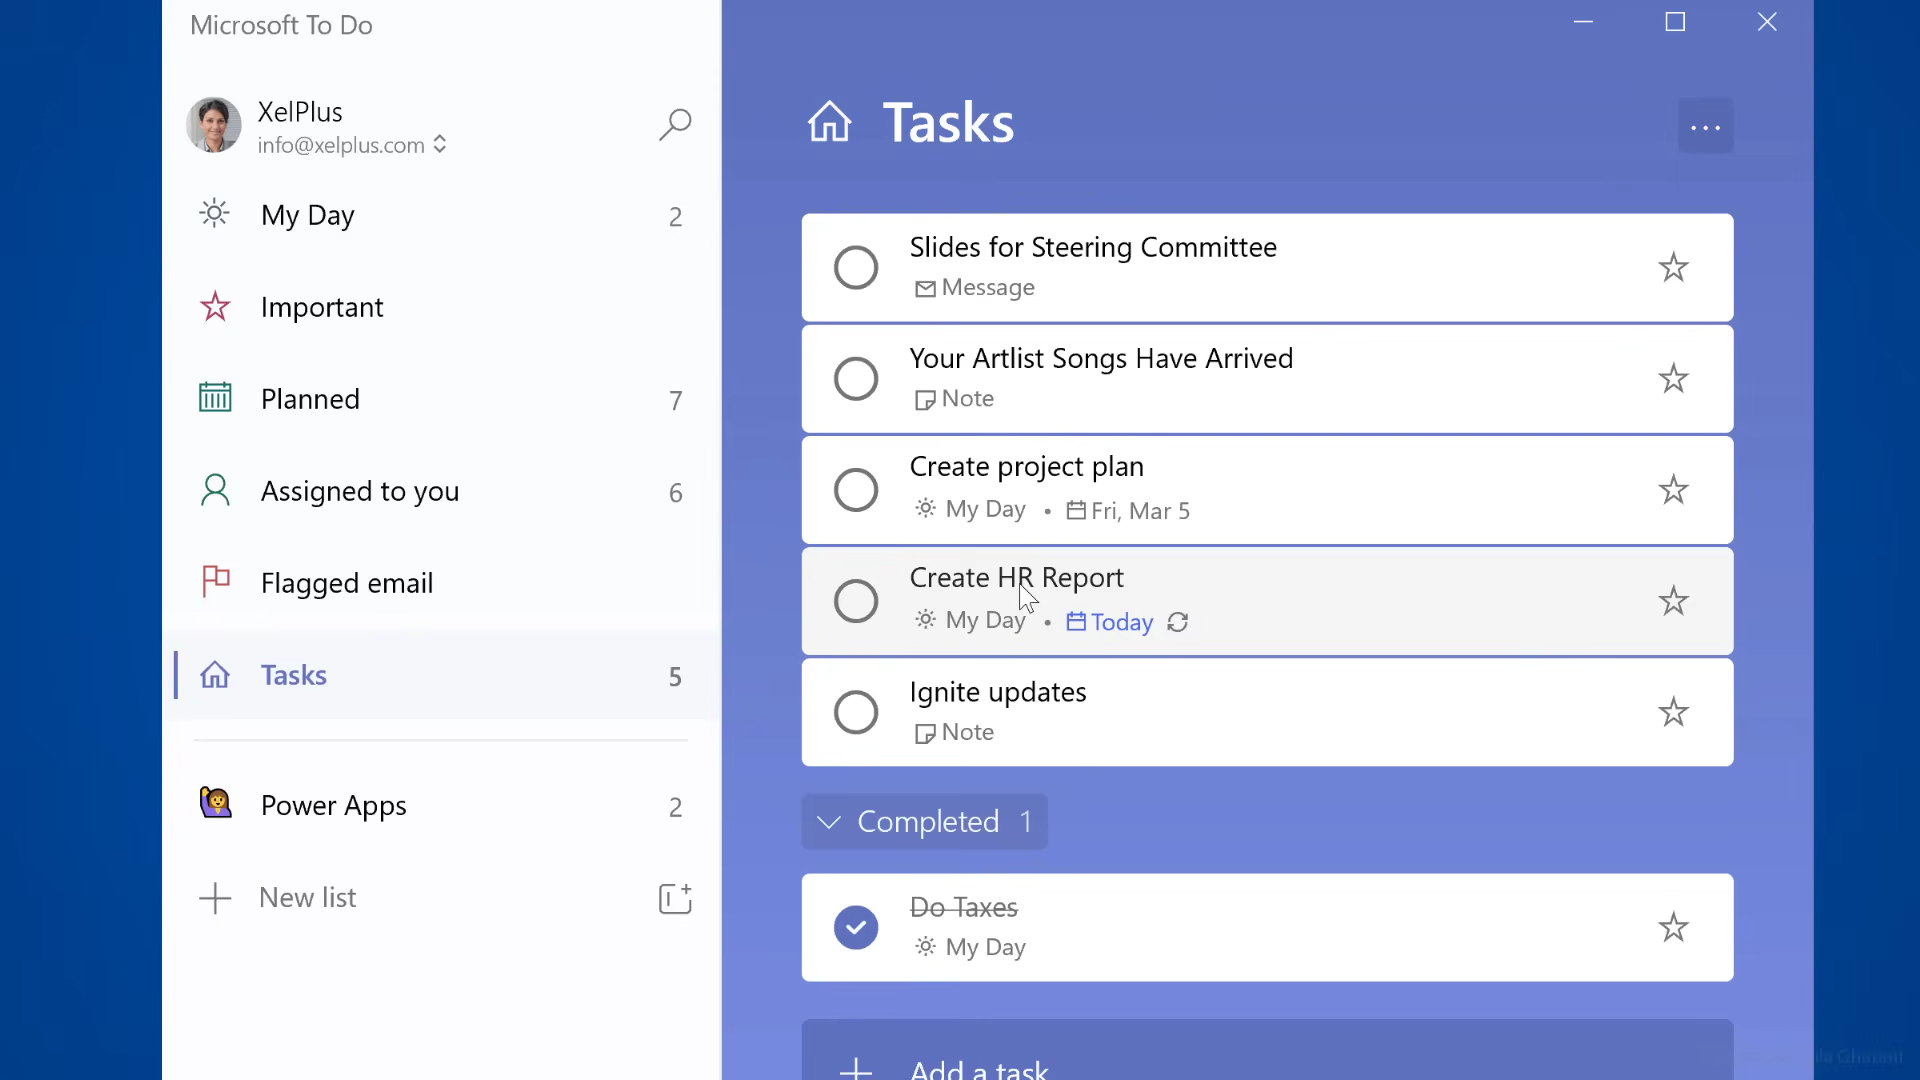 Microsoft To Do
XelPlus
info@xelplus.com
My Day 2
Important
Planned 7
Assigned to you 6
Flagged email
Tasks 5
Power Apps 2
New list
Tasks
Slides for Steering Committee
Message
Your Artlist Songs Have Arrived
Note
Create project plan
My Day • Fri, Mar 5
Create HR Report
My Day • Today
Ignite updates
Note
Completed 1
Do Taxes
My Day
Add a task